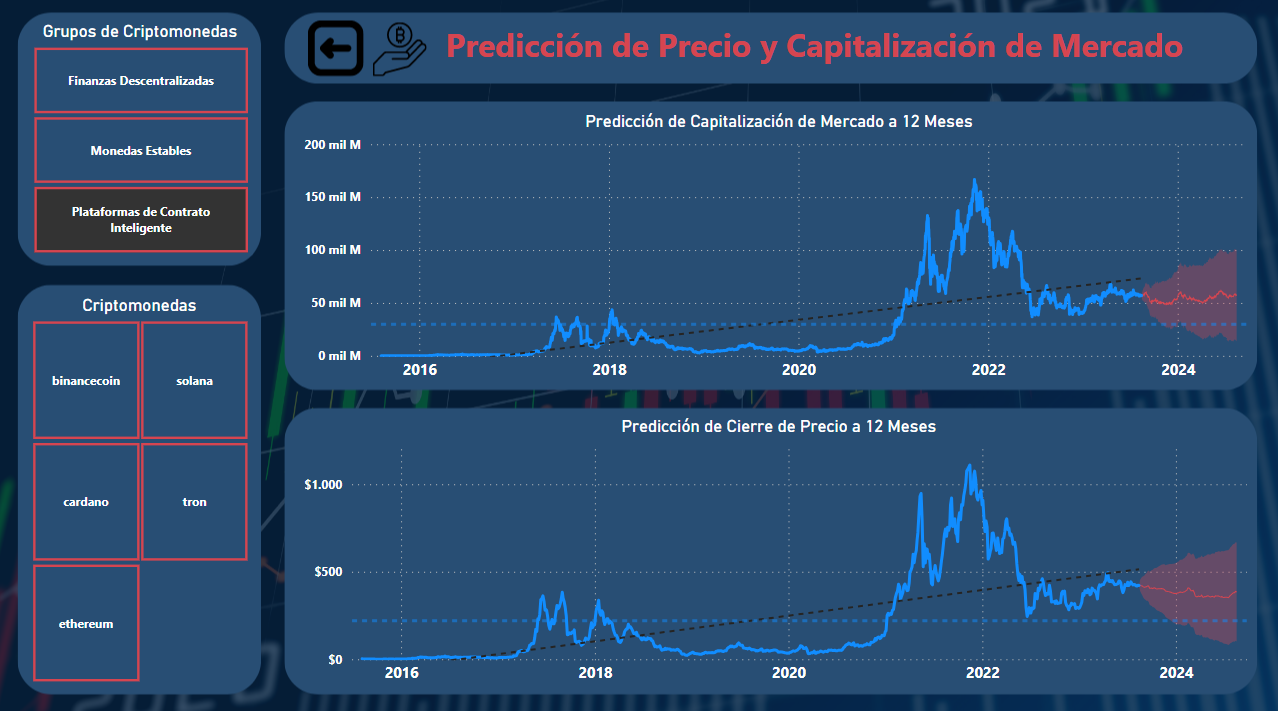 Grupos de Criptomonedas
Finanzas Descentralizadas
Monedas Estables
Plataformas de Contrato
Inteligente
Criptomonedas
binancecoin
solana
cardano
tron
ethereum
Predicción de Precio y Capitalización de Mercado
Predicción de Capitalización de Mercado a 12 Meses
200 mil M
150 mil M
100 mil M
50 mil M
0 mil M
2016 2018 2020 2022 2024
Predicción de Cierre de Precio a 12 Meses
$1.000
$500
$0
2016 2018 2020 2022 2024